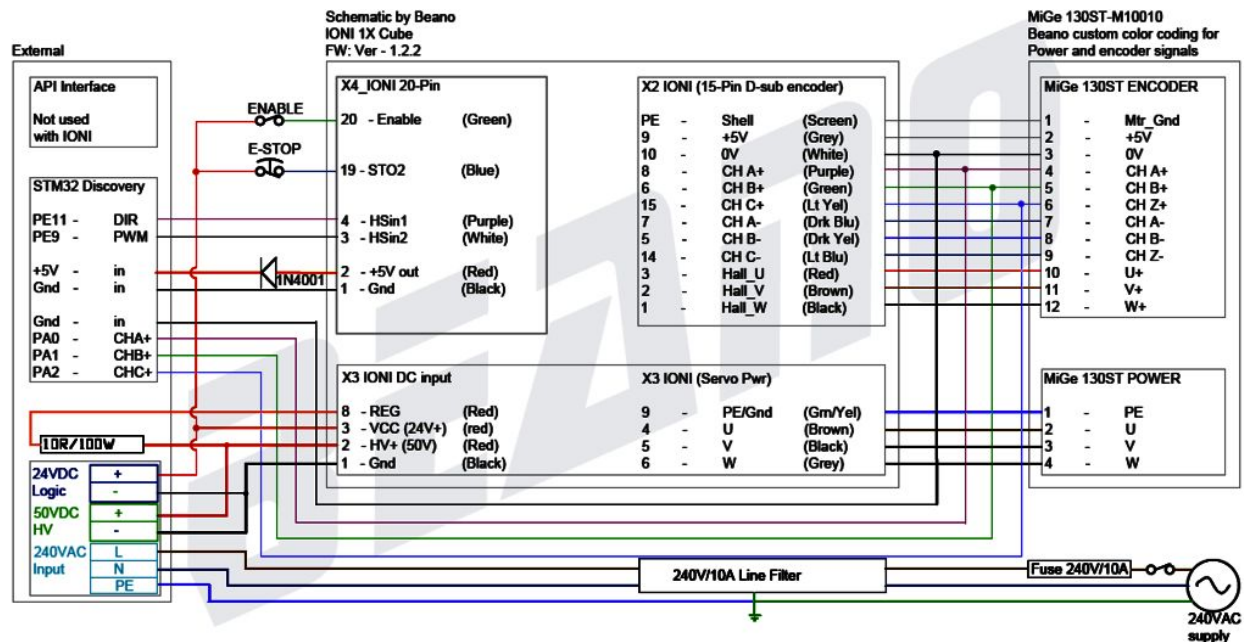 Schematic by Beano
IONI 1X Cube
FW: Ver - 1.2.2
MiGe 130ST-M10010
Beano custom color coding for
Power and encoder signals
External
API Interface
Not used
with IONI
STM32 Discovery
PE11 - DIR
PE9 - PWM
+5V - in
Gnd - in
Gnd - in
PA0 - CHA+
PA1 - CHB+
PA2 - CHC+
10R/100W
24VDC +
Logic -
50VDC +
HV -
240VAC L
Input N
PE
ENABLE
E-STOP
1N4001
X4_IONI 20-Pin
20 - Enable (Green)
19 - STO2 (Blue)
4 - HSin1 (Purple)
3 - HSin2 (White)
2 - +5V out (Red)
1 - Gnd (Black)
X2 IONI (15-Pin D-sub encoder)
PE - Shell (Screen)
9 - +5V (Grey)
10 - 0V (White)
8 - CH A+ (Purple)
6 - CH B+ (Green)
15 - CH C+ (Lt Yel)
7 - CH A- (Drk Blu)
5 - CH B- (Drk Yel)
14 - CH C- (Lt Blu)
3 - Hall_U (Red)
2 - Hall_V (Brown)
1 - Hall_W (Black)
MiGe 130ST ENCODER
1 - Mtr_Gnd
2 - +5V
3 - 0V
4 - CH A+
5 - CH B+
6 - CH Z+
7 - CH A-
8 - CH B-
9 - CH Z-
10 - U+
11 - V+
12 - W+
X3 IONI DC input
8 - REG (Red)
3 - VCC (24V+) (red)
2 - HV+ (50V) (Red)
1 - Gnd (Black)
X3 IONI (Servo Pwr)
9 - PE/Gnd (Grn/Yel)
4 - U (Brown)
5 - V (Black)
6 - W (Grey)
MiGe 130ST POWER
1 - PE
2 - U
3 - V
4 - W
240V/10A Line Filter
Fuse 240V/10A
240VAC
supply
BEANO